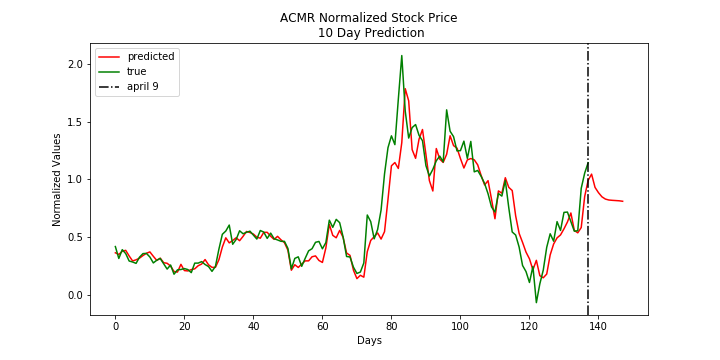 ACMR Normalized Stock Price
10 Day Prediction
predicted
true
april 9
Normalized Values
2.0
1.5
1.0
0.5
0.0
0 20 40 60 80 100 120 140
Days